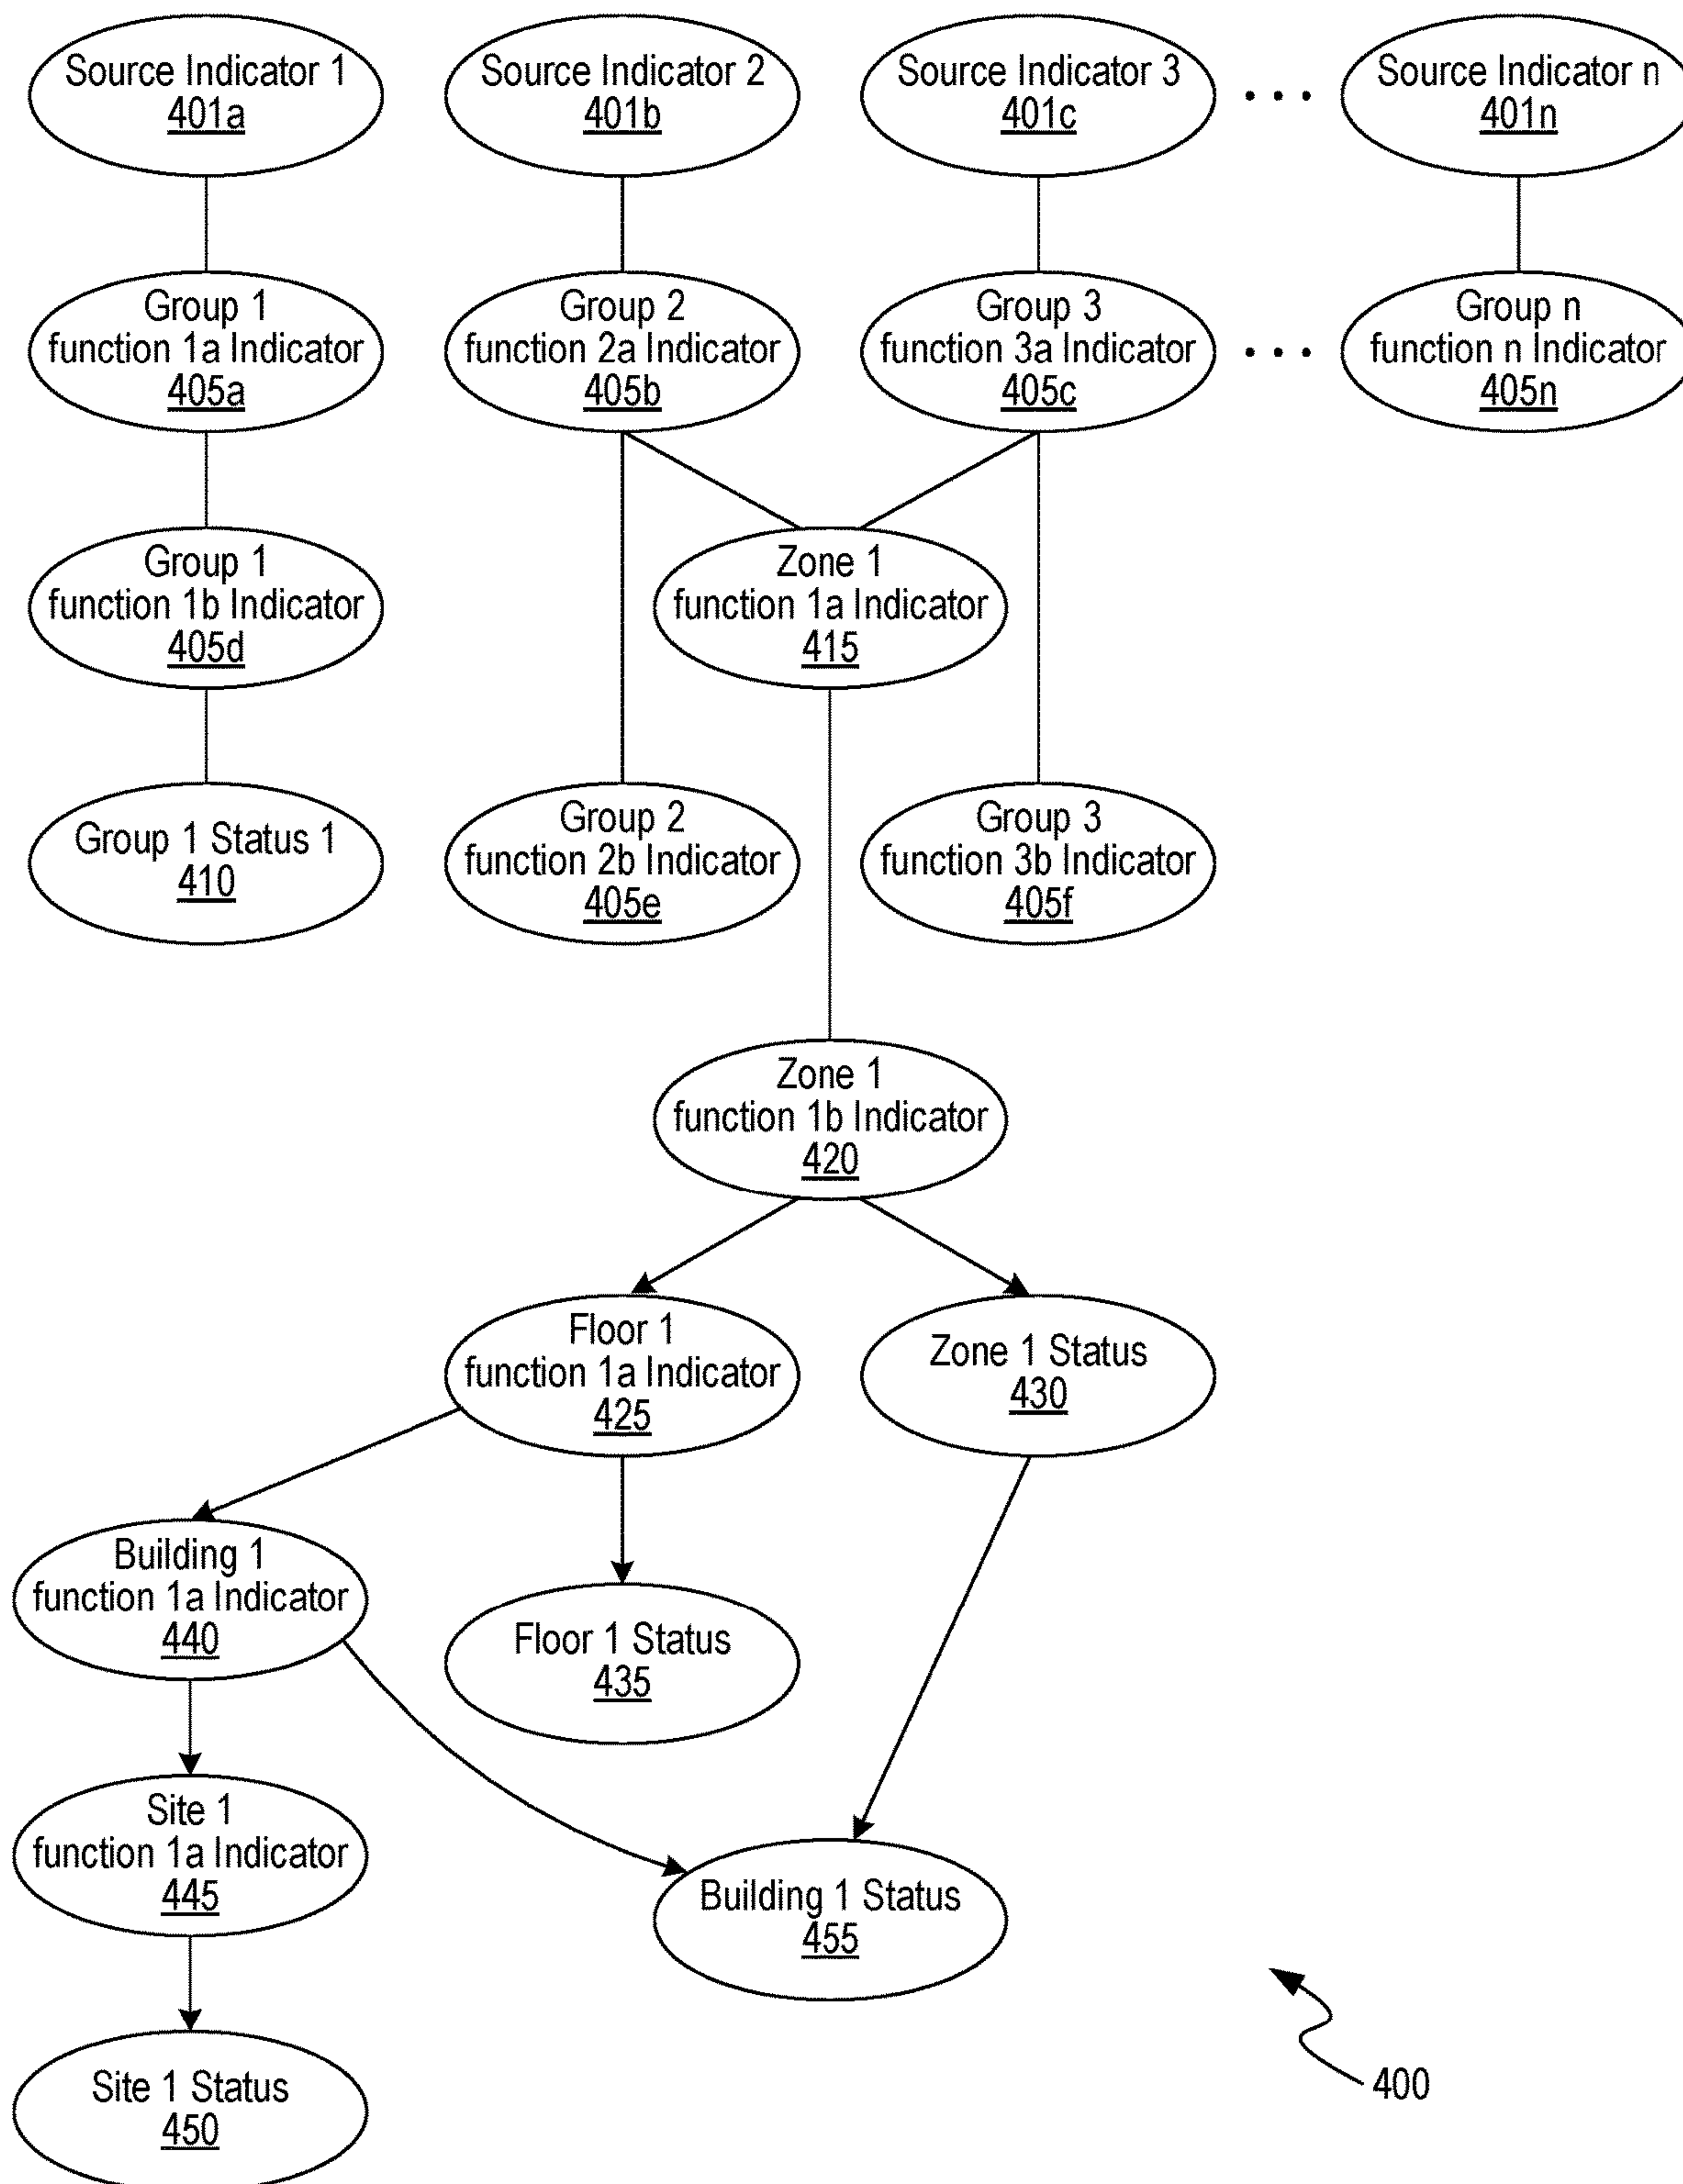 Source Indicator 1
401a
Source Indicator 2
401b
Source Indicator 3
401c
• • •
Source Indicator n
401n
Group 1
function 1a Indicator
405a
Group 2
function 2a Indicator
405b
Group 3
function 3a Indicator
405c
• • •
Group n
function n Indicator
405n
Group 1
function 1b Indicator
405d
Zone 1
function 1a Indicator
415
Group 1 Status 1
410
Group 2
function 2b Indicator
405e
Group 3
function 3b Indicator
405f
Zone 1
function 1b Indicator
420
Floor 1
function 1a Indicator
425
Zone 1 Status
430
Building 1
function 1a Indicator
440
Floor 1 Status
435
Site 1
function 1a Indicator
445
Building 1 Status
455
Site 1 Status
450
400